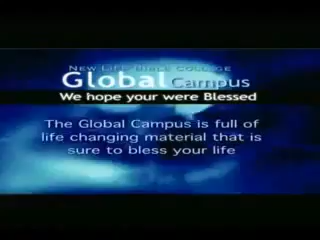 New Life Bible College
Global Campus
We hope your were Blessed
The Global Campus is full of
life changing material that is
sure to bless your life